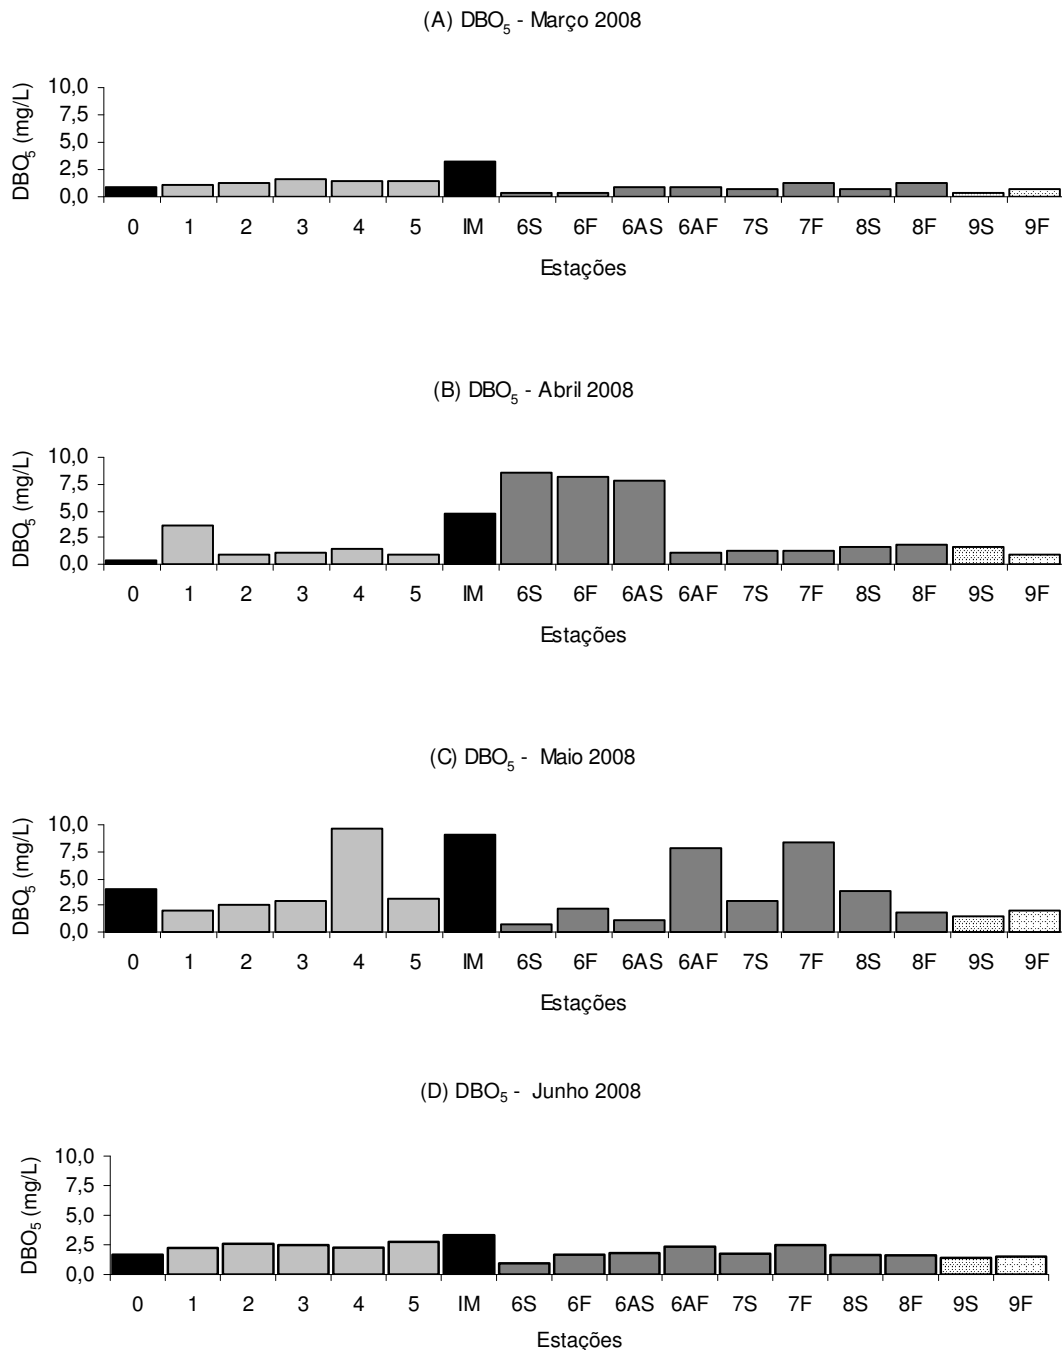 (A) DBO5 - Março 2008
DBO5 (mg/L)
10,0
7,5
5,0
2,5
0,0
0 1 2 3 4 5 IM 6S 6F 6AS 6AF 7S 7F 8S 8F 9S 9F
Estações
(B) DBO5 - Abril 2008
DBO5 (mg/L)
10,0
7,5
5,0
2,5
0,0
0 1 2 3 4 5 IM 6S 6F 6AS 6AF 7S 7F 8S 8F 9S 9F
Estações
(C) DBO5 - Maio 2008
DBO5 (mg/L)
10,0
7,5
5,0
2,5
0,0
0 1 2 3 4 5 IM 6S 6F 6AS 6AF 7S 7F 8S 8F 9S 9F
Estações
(D) DBO5 - Junho 2008
DBO5 (mg/L)
10,0
7,5
5,0
2,5
0,0
0 1 2 3 4 5 IM 6S 6F 6AS 6AF 7S 7F 8S 8F 9S 9F
Estações